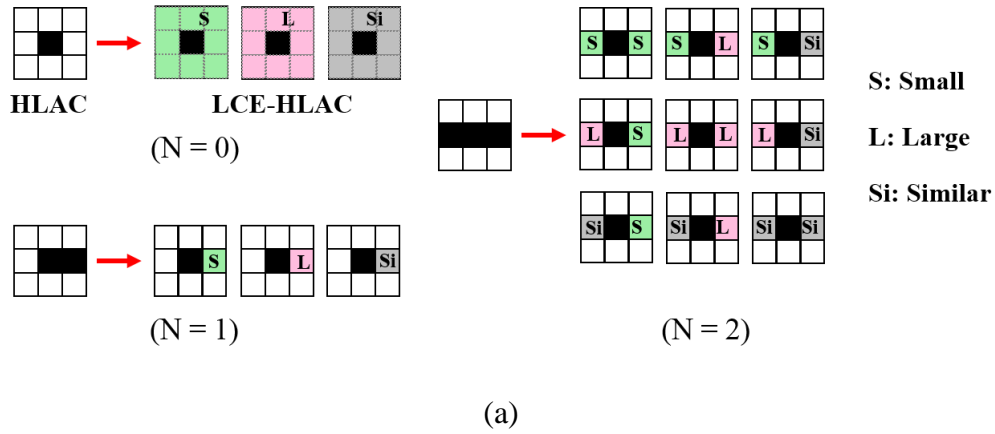 S L Si
HLAC LCE-HLAC
(N = 0)
S L Si
(N = 1)
S S S L S Si
L S L L L Si
Si S Si L Si Si
(N = 2)
S: Small
L: Large
Si: Similar
(a)